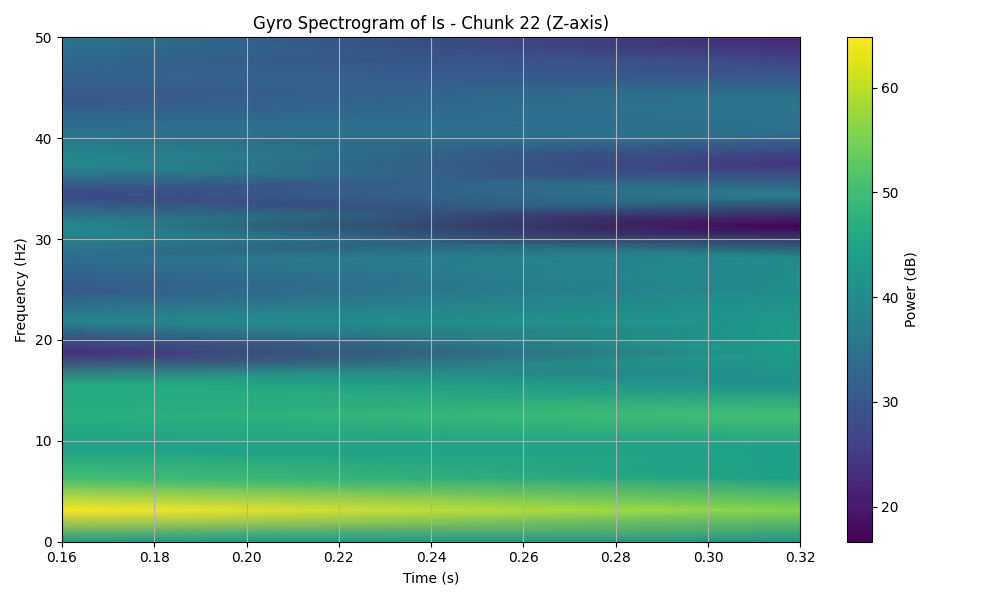 Gyro Spectrogram of Is - Chunk 22 (Z-axis)
50
40
30
20
10
0
Frequency (Hz)
0.16 0.18 0.20 0.22 0.24 0.26 0.28 0.30 0.32
Time (s)
60
50
40
30
20
Power (dB)